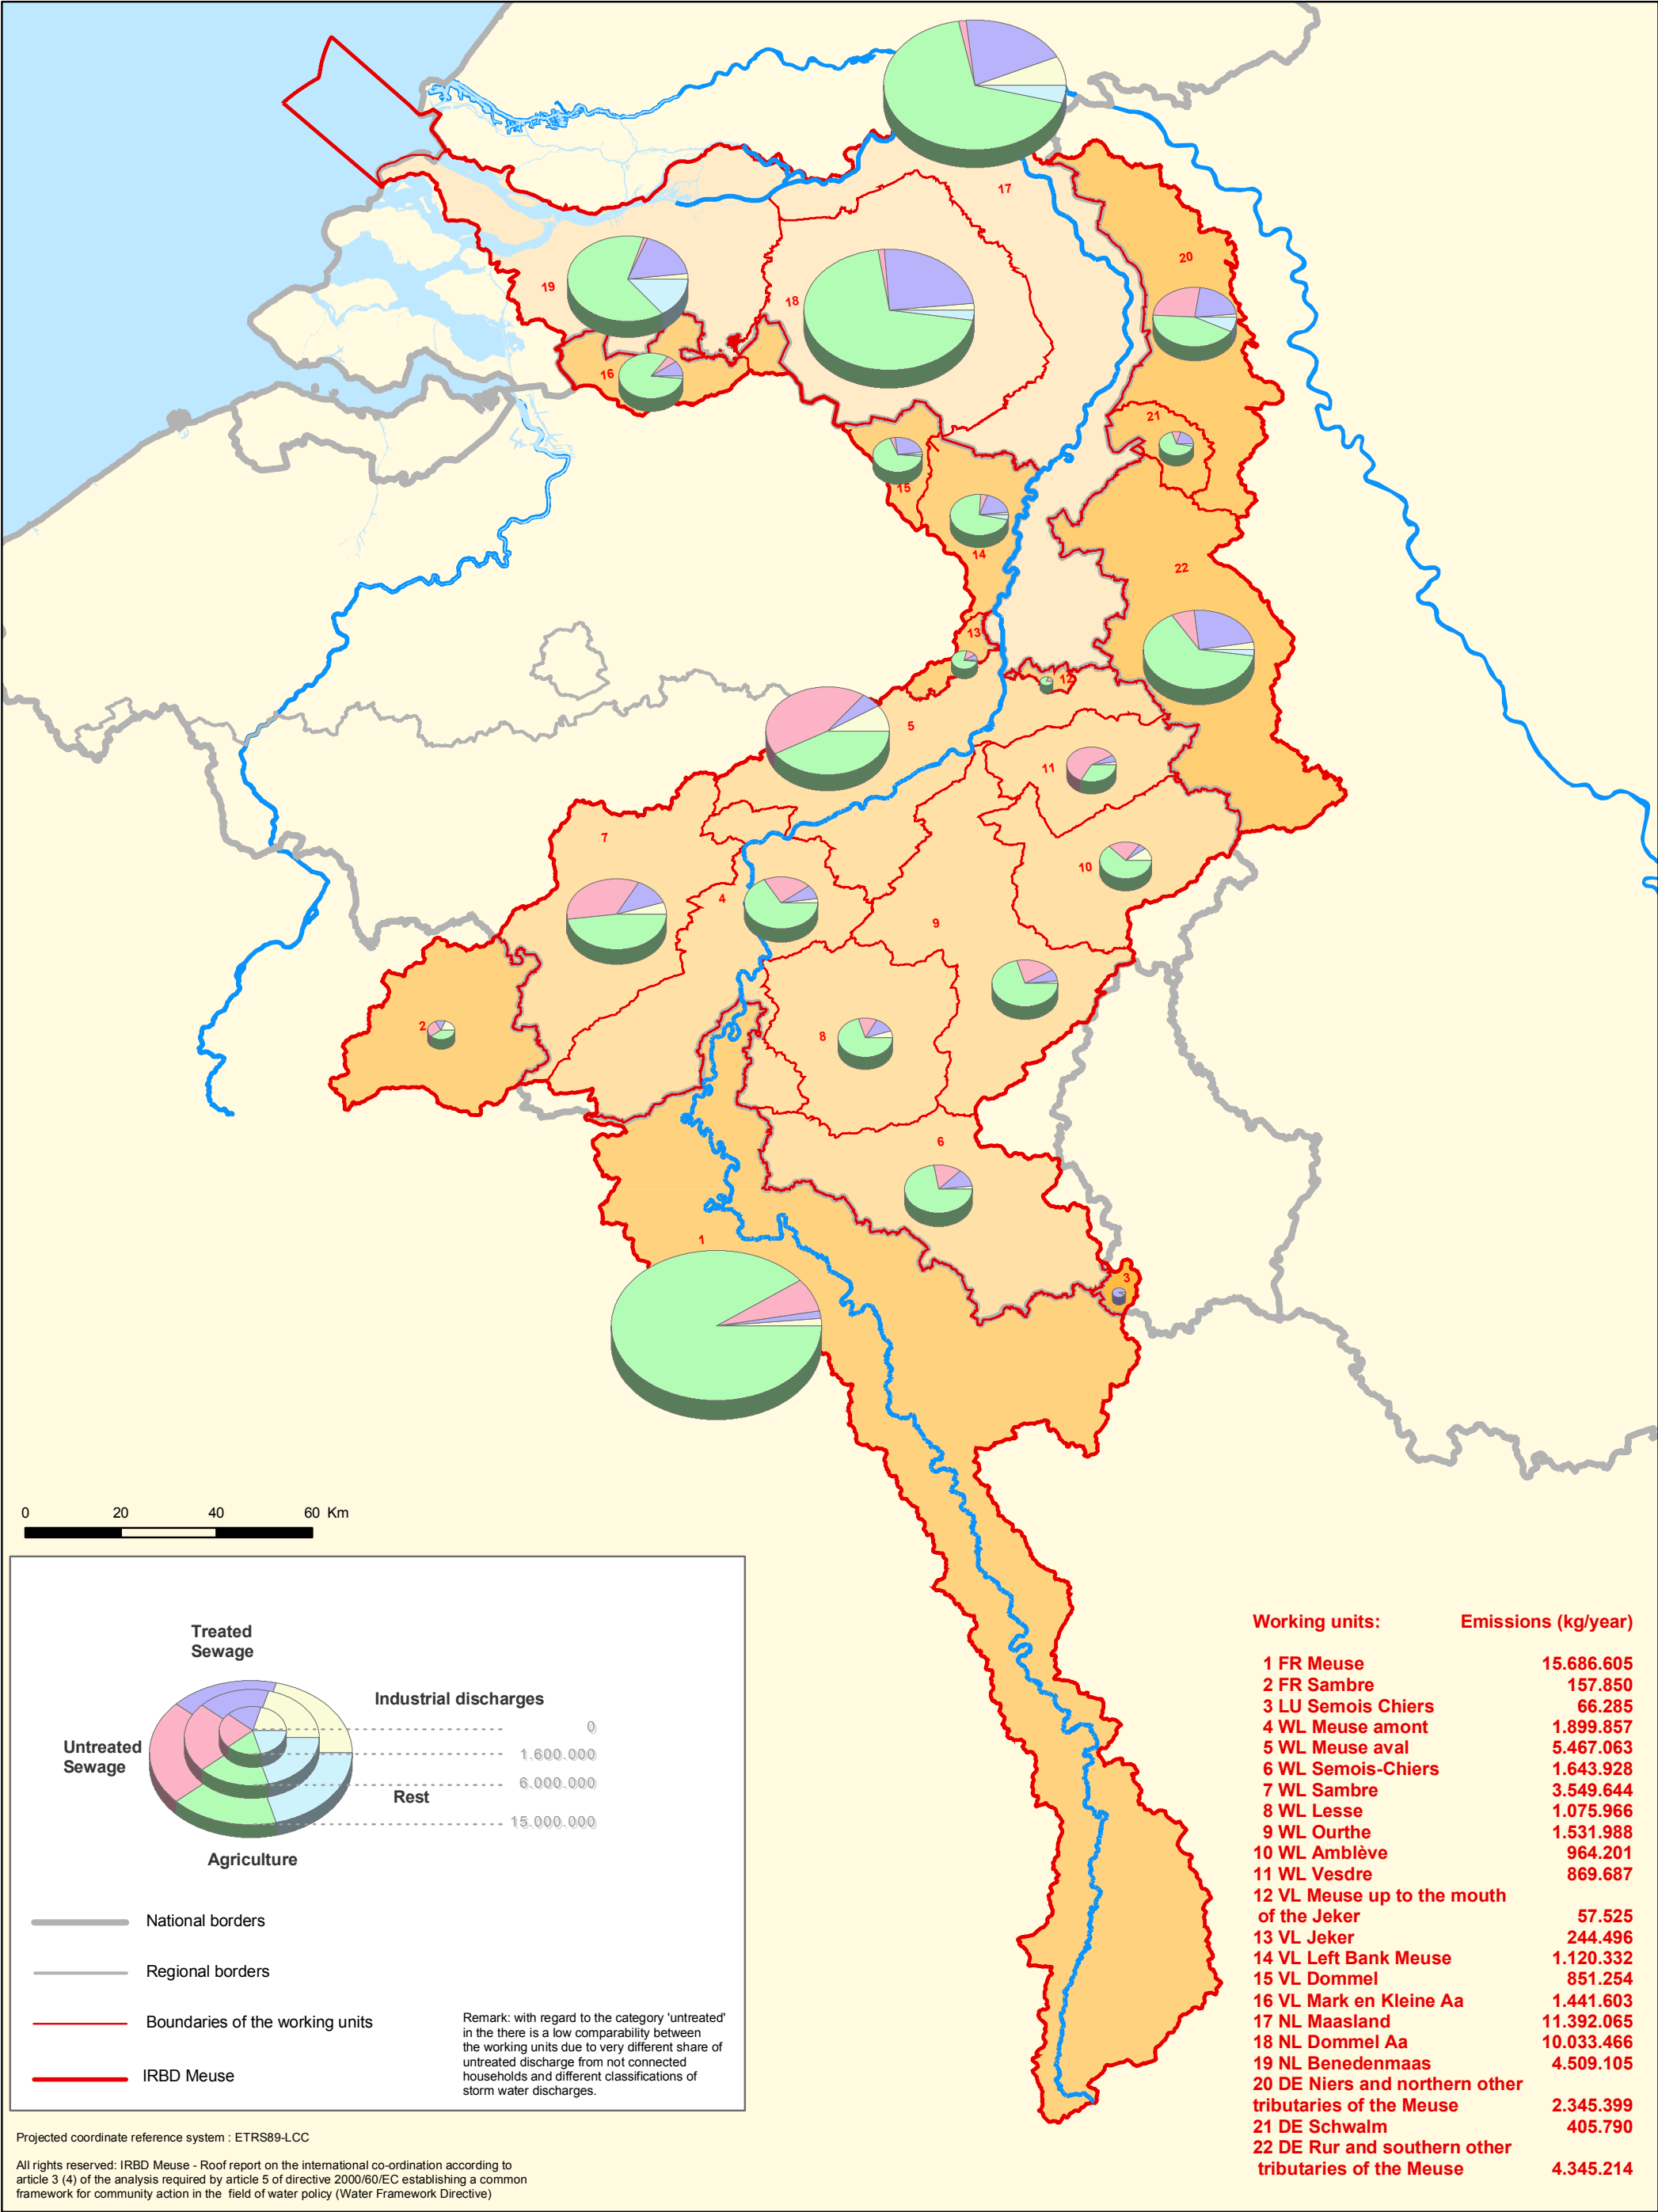 17
20
19
18
16
21
15
14
22
13
12
5
11
7
10
4
9
2
8
6
1
3
0 20 40 60 Km
Treated
Sewage
Industrial discharges
0
Untreated
Sewage
1.600.000
6.000.000
Rest
15.000.000
Agriculture
National borders
Regional borders
Boundaries of the working units
IRBD Meuse
Remark: with regard to the category 'untreated'
in the there is a low comparability between
the working units due to very different share of
untreated discharge from not connected
households and different classifications of
storm water discharges.
Projected coordinate reference system : ETRS89-LCC
All rights reserved: IRBD Meuse - Roof report on the international co-ordination according to
article 3 (4) of the analysis required by article 5 of directive 2000/60/EC establishing a common
framework for community action in the field of water policy (Water Framework Directive)
Working units: Emissions (kg/year)
1 FR Meuse 15.686.605
2 FR Sambre 157.850
3 LU Semois Chiers 66.285
4 WL Meuse amont 1.899.857
5 WL Meuse aval 5.467.063
6 WL Semois-Chiers 1.643.928
7 WL Sambre 3.549.644
8 WL Lesse 1.075.966
9 WL Ourthe 1.531.988
10 WL Amblève 964.201
11 WL Vesdre 869.687
12 VL Meuse up to the mouth
of the Jeker 57.525
13 VL Jeker 244.496
14 VL Left Bank Meuse 1.120.332
15 VL Dommel 851.254
16 VL Mark en Kleine Aa 1.441.603
17 NL Maasland 11.392.065
18 NL Dommel Aa 10.033.466
19 NL Benedenmaas 4.509.105
20 DE Niers and northern other
tributaries of the Meuse 2.345.399
21 DE Schwalm 405.790
22 DE Rur and southern other
tributaries of the Meuse 4.345.214